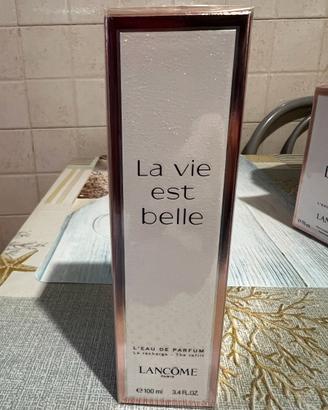 La vie
est
belle
L'EAU DE PARFUM
La recharge - The refill
LANCÔME
PARIS
e 100 ml 3.4 FL.OZ.